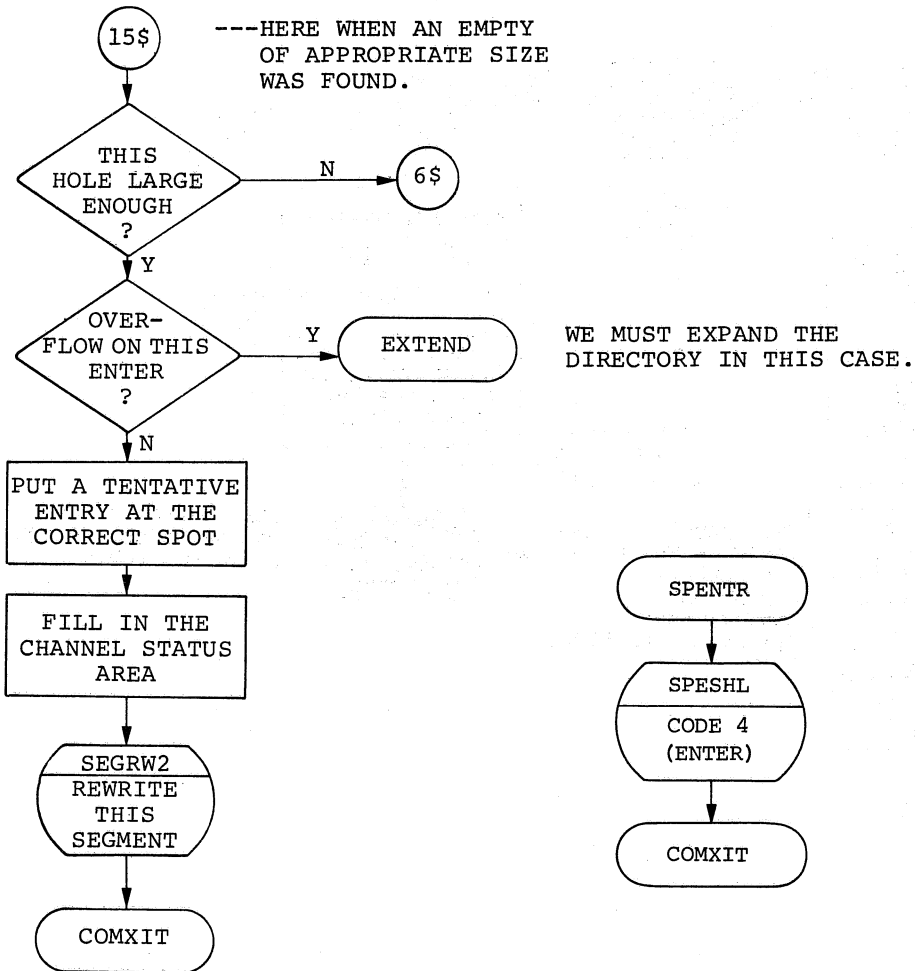 15$
---HERE WHEN AN EMPTY
OF APPROPRIATE SIZE
WAS FOUND.
THIS
HOLE LARGE
ENOUGH
?
N
6$
Y
OVER-
FLOW ON THIS
ENTER
?
Y
EXTEND
WE MUST EXPAND THE
DIRECTORY IN THIS CASE.
N
PUT A TENTATIVE
ENTRY AT THE
CORRECT SPOT
FILL IN THE
CHANNEL STATUS
AREA
SEGRW2
REWRITE
THIS
SEGMENT
COMXIT
SPENTR
SPESHL
CODE 4
(ENTER)
COMXIT